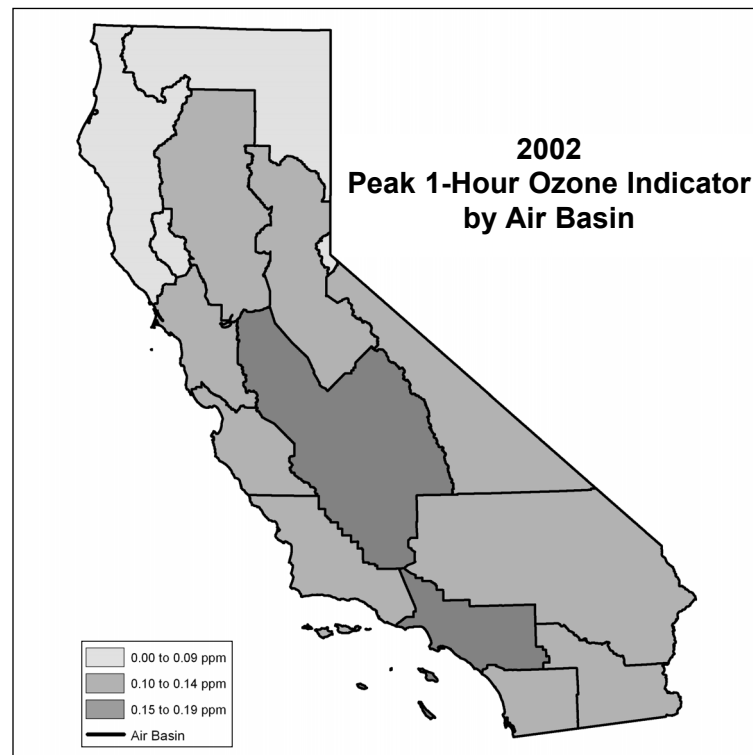 2002
Peak 1-Hour Ozone Indicator
by Air Basin
0.00 to 0.09 ppm
0.10 to 0.14 ppm
0.15 to 0.19 ppm
Air Basin